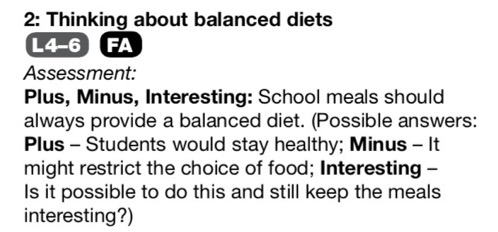 2: Thinking about balanced diets
L4–6 FA
Assessment:
Plus, Minus, Interesting: School meals should
always provide a balanced diet. (Possible answers:
Plus – Students would stay healthy; Minus – It
might restrict the choice of food; Interesting –
Is it possible to do this and still keep the meals
interesting?)